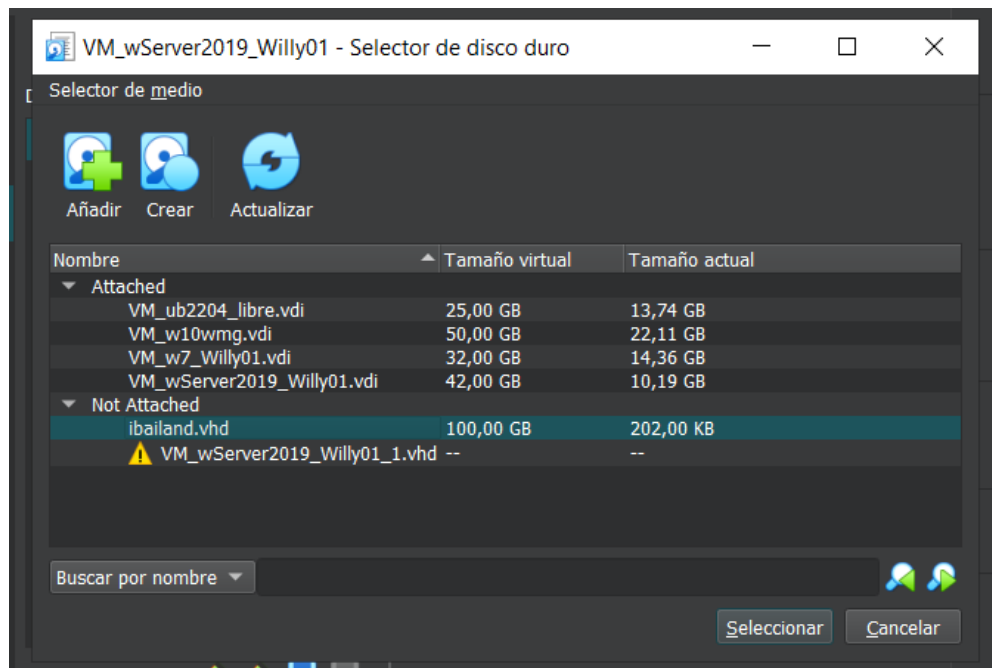 VM_wServer2019_Willy01 - Selector de disco duro
Selector de medio
Añadir Crear Actualizar
Nombre Tamaño virtual Tamaño actual
Attached
VM_ub2204_libre.vdi 25,00 GB 13,74 GB
VM_w10wmg.vdi 50,00 GB 22,11 GB
VM_w7_Willy01.vdi 32,00 GB 14,36 GB
VM_wServer2019_Willy01.vdi 42,00 GB 10,19 GB
Not Attached
ibailand.vhd 100,00 GB 202,00 KB
VM_wServer2019_Willy01_1.vhd -- --
Buscar por nombre
Seleccionar Cancelar